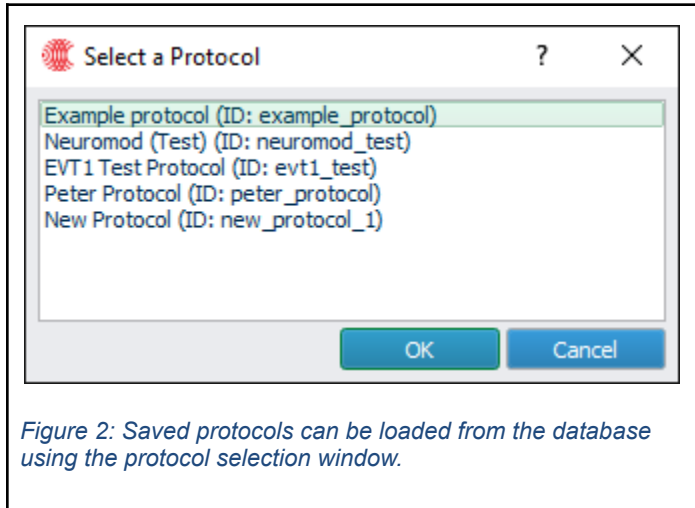 Select a Protocol ? ×
Example protocol (ID: example_protocol)
Neuromod (Test) (ID: neuromod_test)
EVT1 Test Protocol (ID: evt1_test)
Peter Protocol (ID: peter_protocol)
New Protocol (ID: new_protocol_1)
OK Cancel
Figure 2: Saved protocols can be loaded from the database
using the protocol selection window.